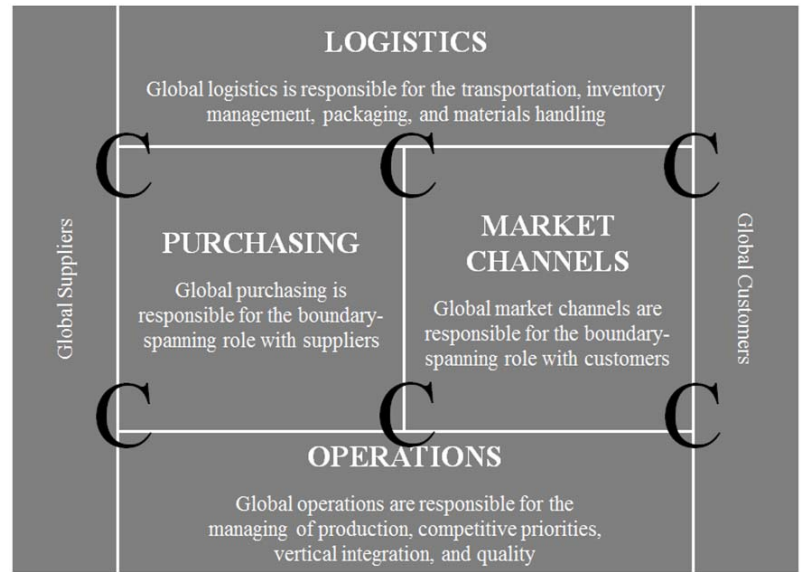 LOGISTICS
Global logistics is responsible for the transportation, inventory
management, packaging, and materials handling
C C C
Global Suppliers
PURCHASING
Global purchasing is
responsible for the boundary-
spanning role with suppliers
MARKET
CHANNELS
Global market channels are
responsible for the boundary-
spanning role with customers
Global Customers
C C C
OPERATIONS
Global operations are responsible for the
managing of production, competitive priorities,
vertical integration, and quality